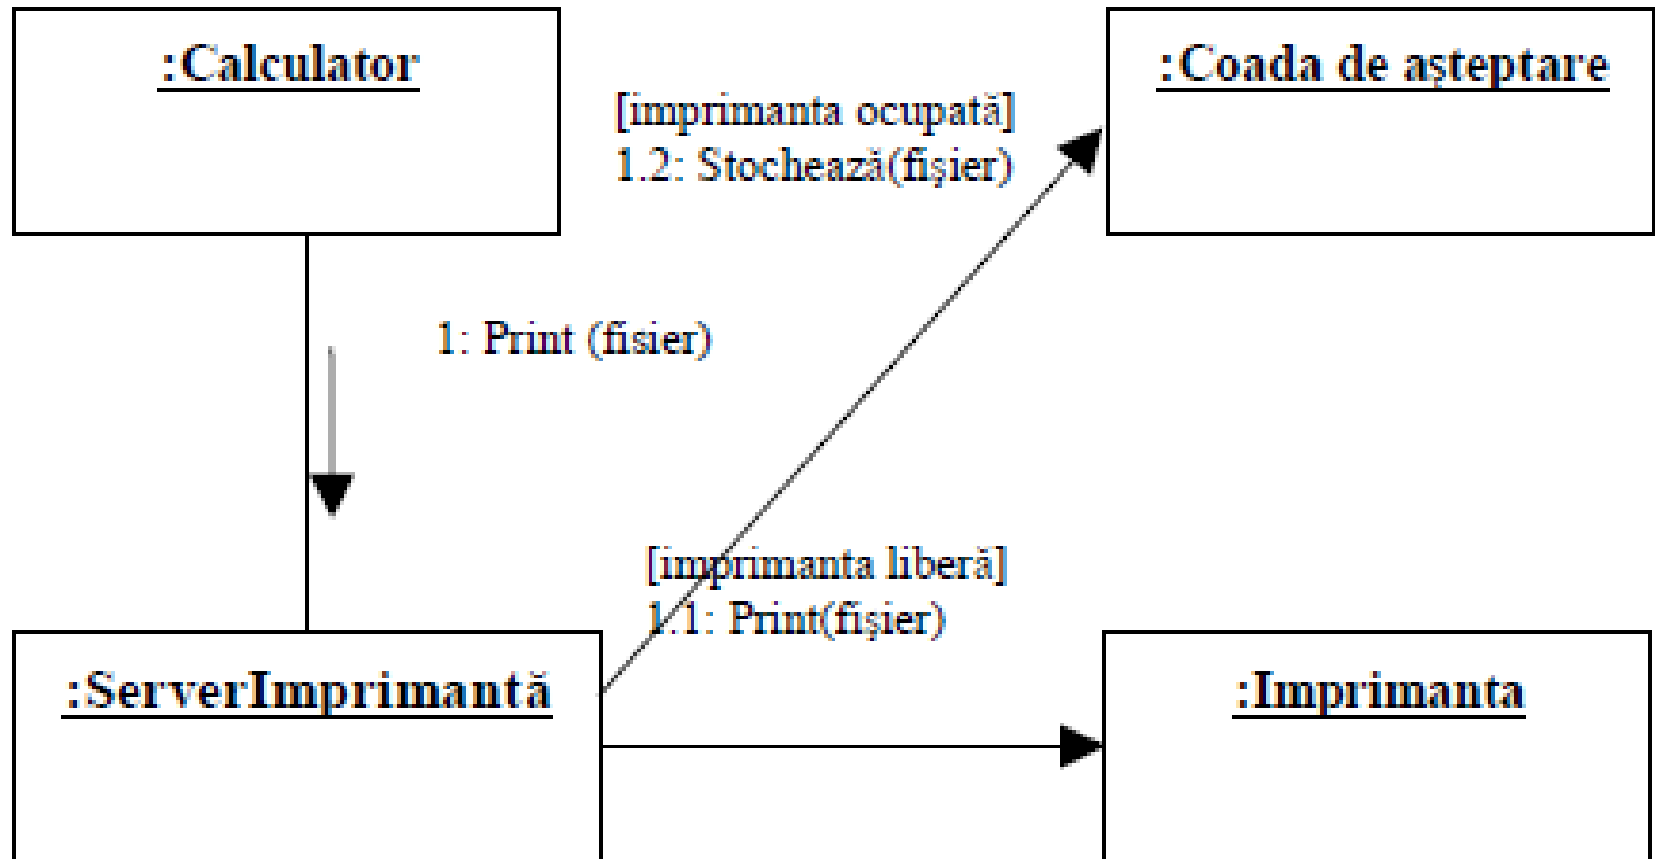 :Calculator
:Coada de aşteptare
[imprimanta ocupată]
1.2: Stochează(fişier)
1: Print (fisier)
[imprimanta liberă]
1.1: Print(fişier)
:ServerImprimantă
:Imprimanta